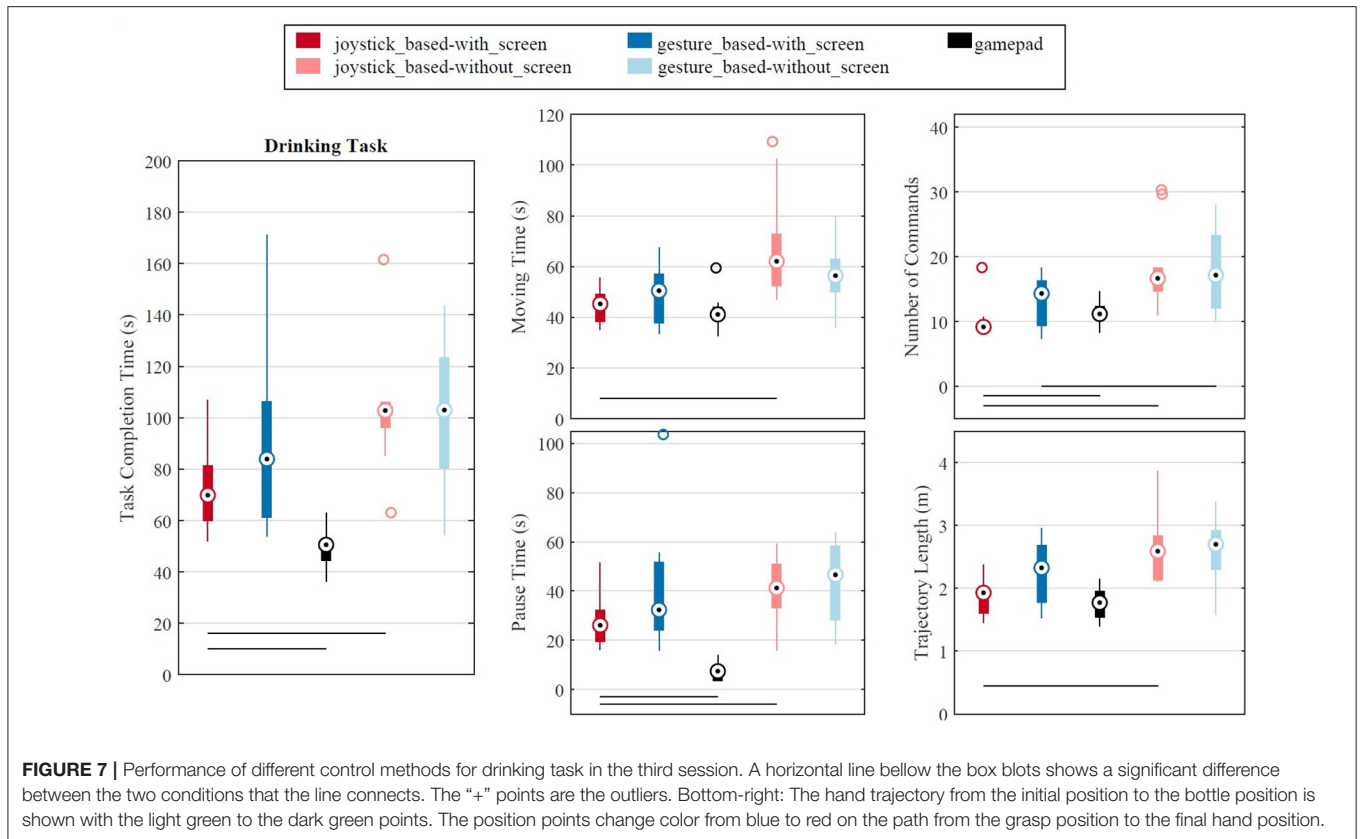 joystick_based-with_screen
gesture_based-with_screen
gamepad
joystick_based-without_screen
gesture_based-without_screen
Drinking Task
Task Completion Time (s)
200
180
160
140
120
100
80
60
40
20
0
Moving Time (s)
120
100
80
60
40
20
0
Number of Commands
40
30
20
10
0
Pause Time (s)
100
80
60
40
20
0
Trajectory Length (m)
4
3
2
1
0
FIGURE 7 | Performance of different control methods for drinking task in the third session. A horizontal line bellow the box blots shows a significant difference
between the two conditions that the line connects. The “+” points are the outliers. Bottom-right: The hand trajectory from the initial position to the bottle position is
shown with the light green to the dark green points. The position points change color from blue to red on the path from the grasp position to the final hand position.